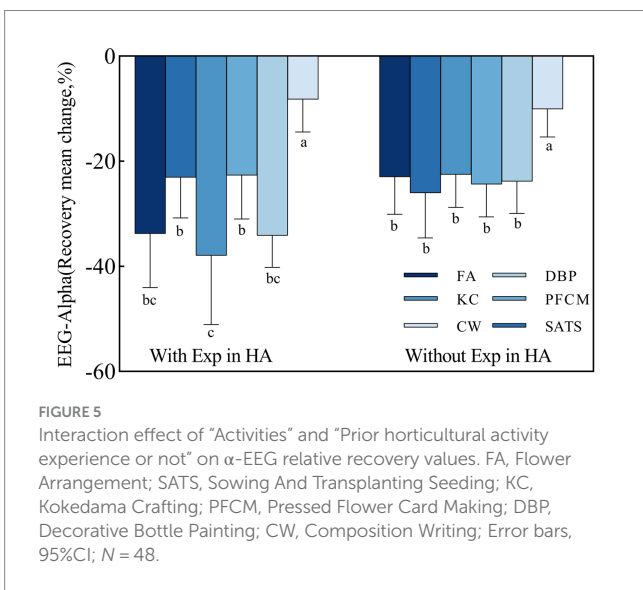 0
-20
-40
-60
EEG-Alpha(Recovery mean change,%)
bc
b
c
b
bc
a
b
b
b
b
b
a
FA
DBP
KC
PFCM
CW
SATS
With Exp in HA
Without Exp in HA
FIGURE 5
Interaction effect of "Activities" and "Prior horticultural activity
experience or not" on α-EEG relative recovery values. FA, Flower
Arrangement; SATS, Sowing And Transplanting Seeding; KC,
Kokedama Crafting; PFCM, Pressed Flower Card Making; DBP,
Decorative Bottle Painting; CW, Composition Writing; Error bars,
95%CI; N = 48.